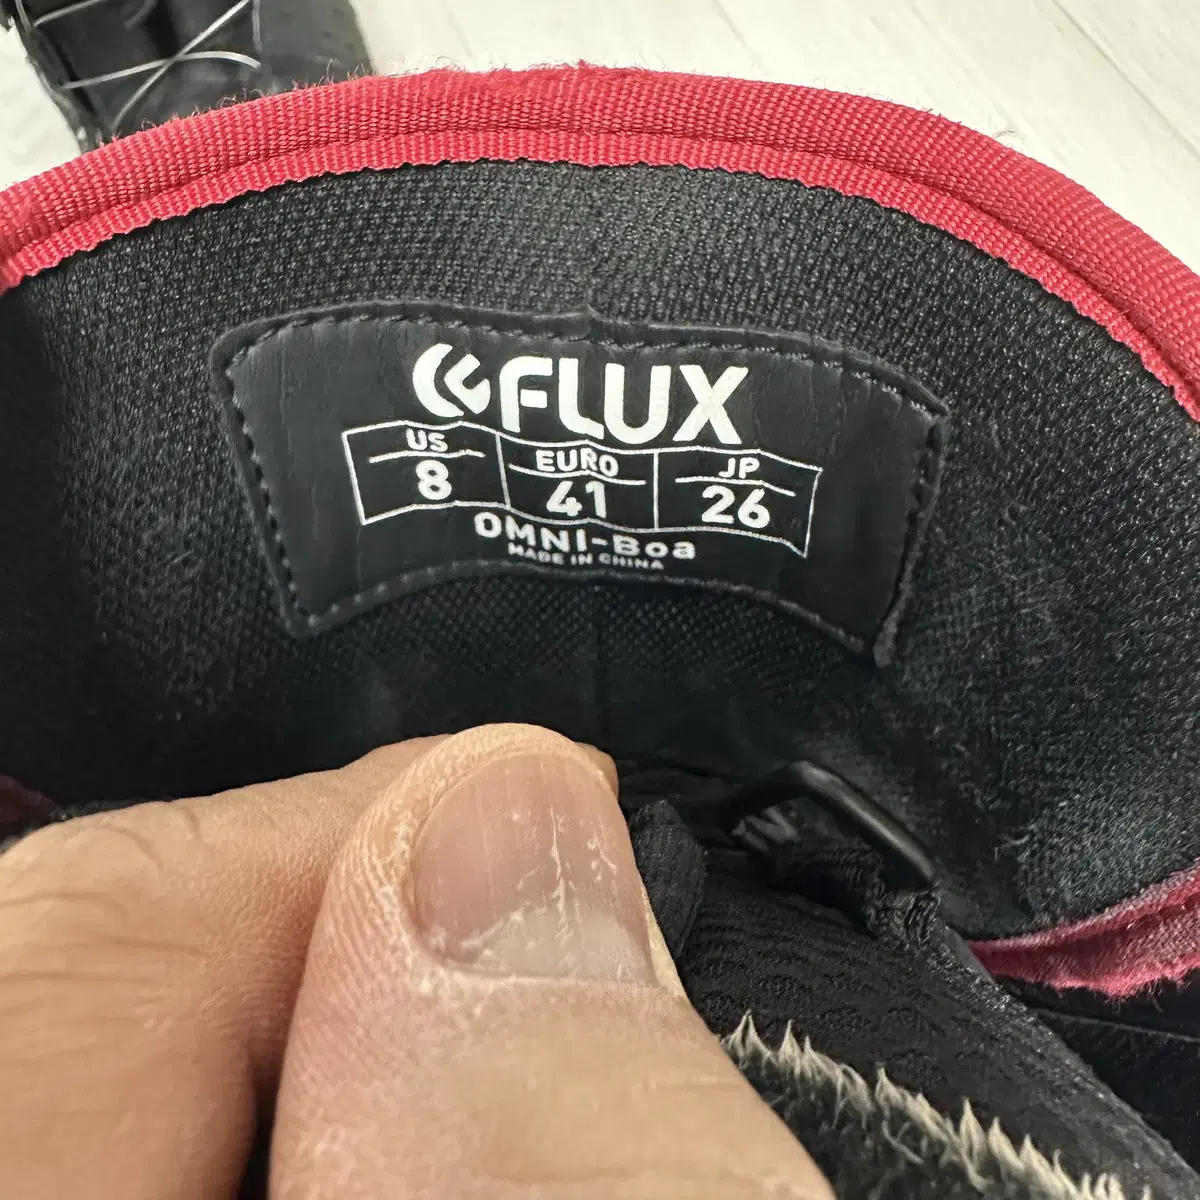 FLUX
US EURO JP
8 41 26
OMNI-Boa
MADE IN CHINA